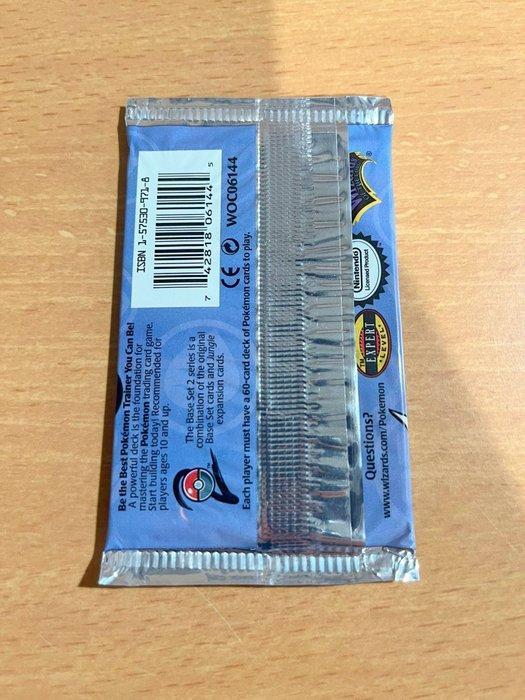 ISBN 1-57530-971-8
7 42818 06144 5
WOC06144
Be the Best Pokémon Trainer You Can Be!
A powerful deck is the foundation for
mastering the Pokémon trading card game.
Start building today! Recommended for
players ages 10 and up.
The Base Set 2 series is a
combination of the original
Base Set cards and Jungle
expansion cards.
Each player must have a 60-card deck of Pokémon cards to play.
Nintendo
Licensed Product
EXPERT
LEVEL
Questions?
www.wizards.com/Pokemon